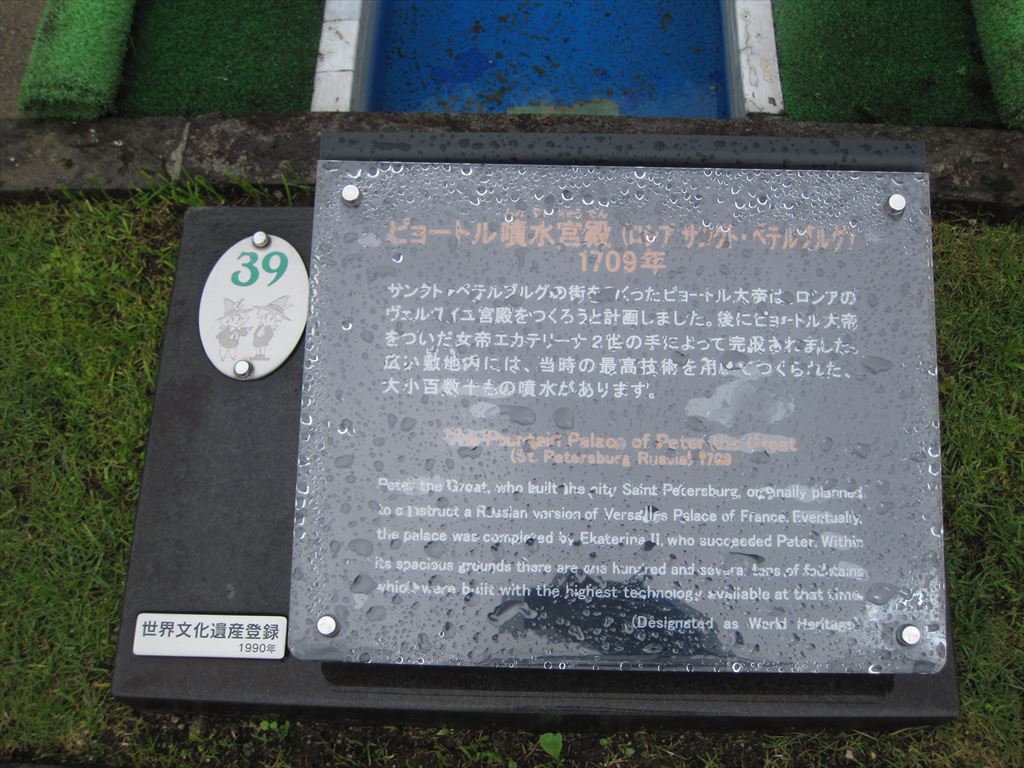 39
ふん すい きゅう でん
ピョートル噴水宮殿 (ロシア サンクト・ペテルブルグ)
1709年
サンクト・ペテルブルグの街をつくったピョートル大帝は、ロシアの
ヴェルサイユ宮殿をつくろうと計画しました。後にピョートル大帝
をついだ女帝エカテリーナ2世の手によって完成されました。
広い敷地内には、当時の最高技術を用いてつくられた、
大小百数十もの噴水があります。
The Fountain Palace of Peter the Great
(St. Petersburg Russia) 1709
Peter the Great, who built the city Saint Petersburg, originally planned
to construct a Russian version of Versailles Palace of France. Eventually,
the palace was completed by Ekaterina II, who succeeded Peter. Within
its spacious grounds there are one hundred and several tens of fountains
which were built with the highest technology available at that time.
(Designated as World Heritage)
世界文化遺産登録
1990年